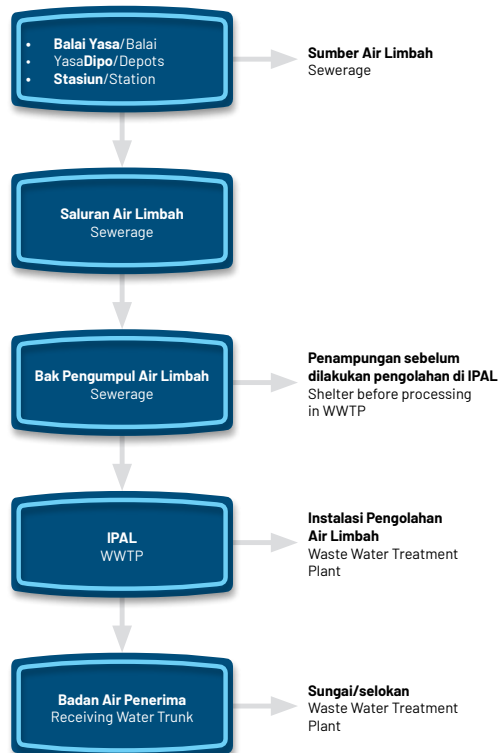 • Balai Yasa/Balai
• YasaDipo/Depots
• Stasiun/Station
Sumber Air Limbah
Sewerage
Saluran Air Limbah
Sewerage
Bak Pengumpul Air Limbah
Sewerage
Penampungan sebelum
dilakukan pengolahan di IPAL
Shelter before processing
in WWTP
IPAL
WWTP
Instalasi Pengolahan
Air Limbah
Waste Water Treatment
Plant
Badan Air Penerima
Receiving Water Trunk
Sungai/selokan
Waste Water Treatment
Plant